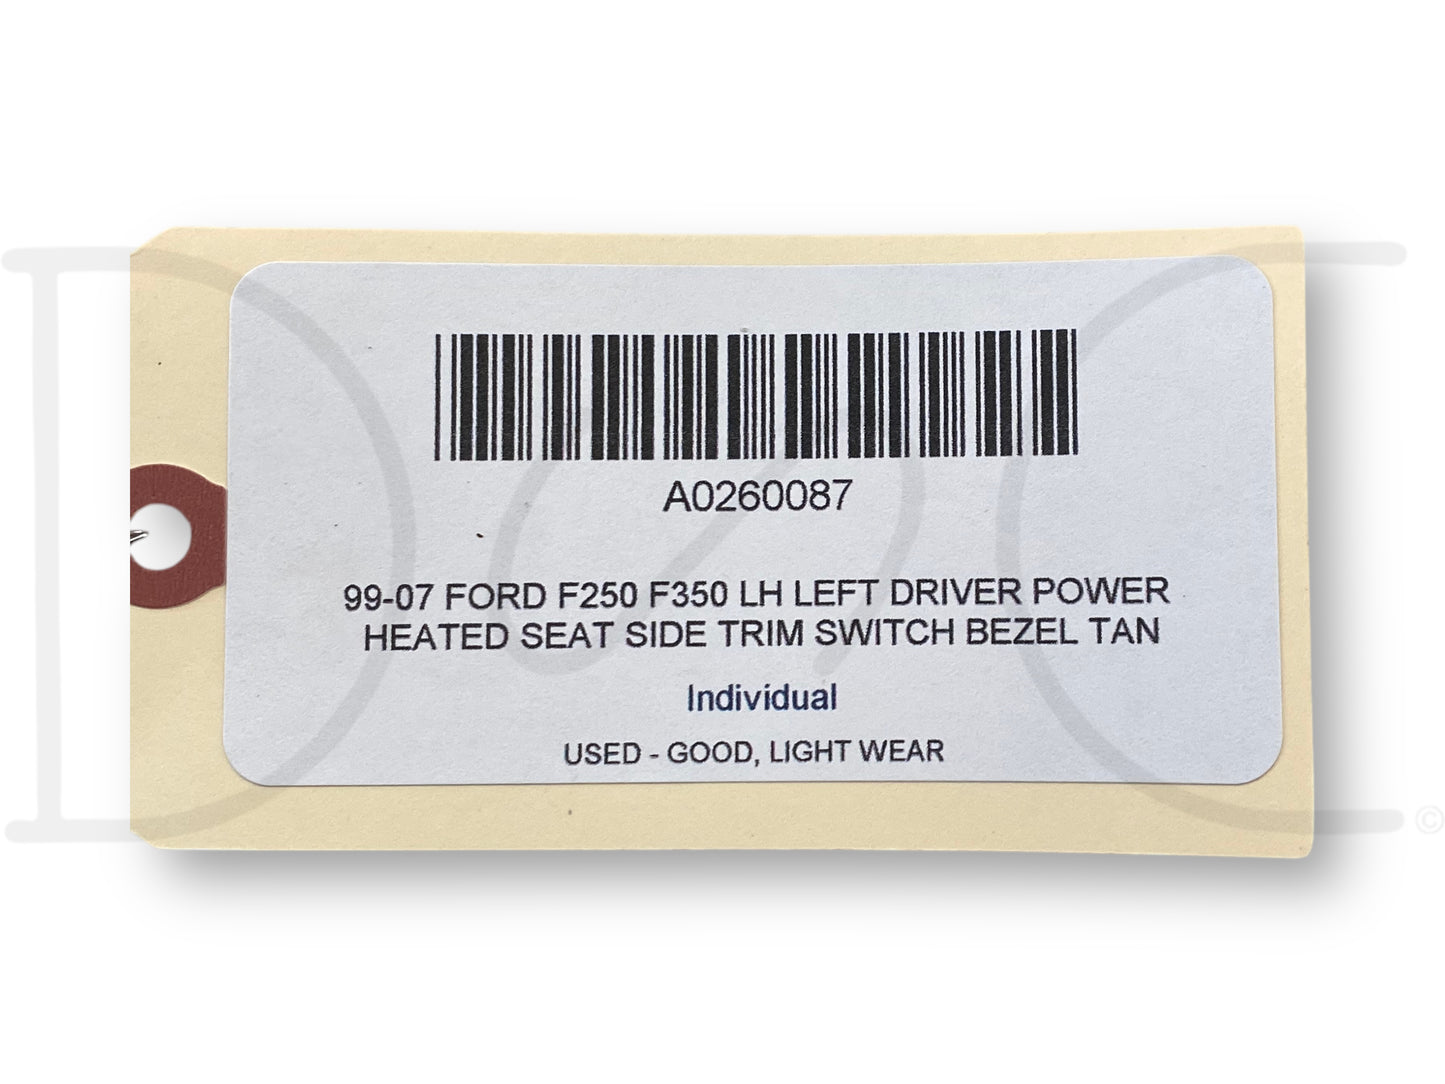 A0260087
99-07 FORD F250 F350 LH LEFT DRIVER POWER
HEATED SEAT SIDE TRIM SWITCH BEZEL TAN
Individual
USED - GOOD, LIGHT WEAR
©